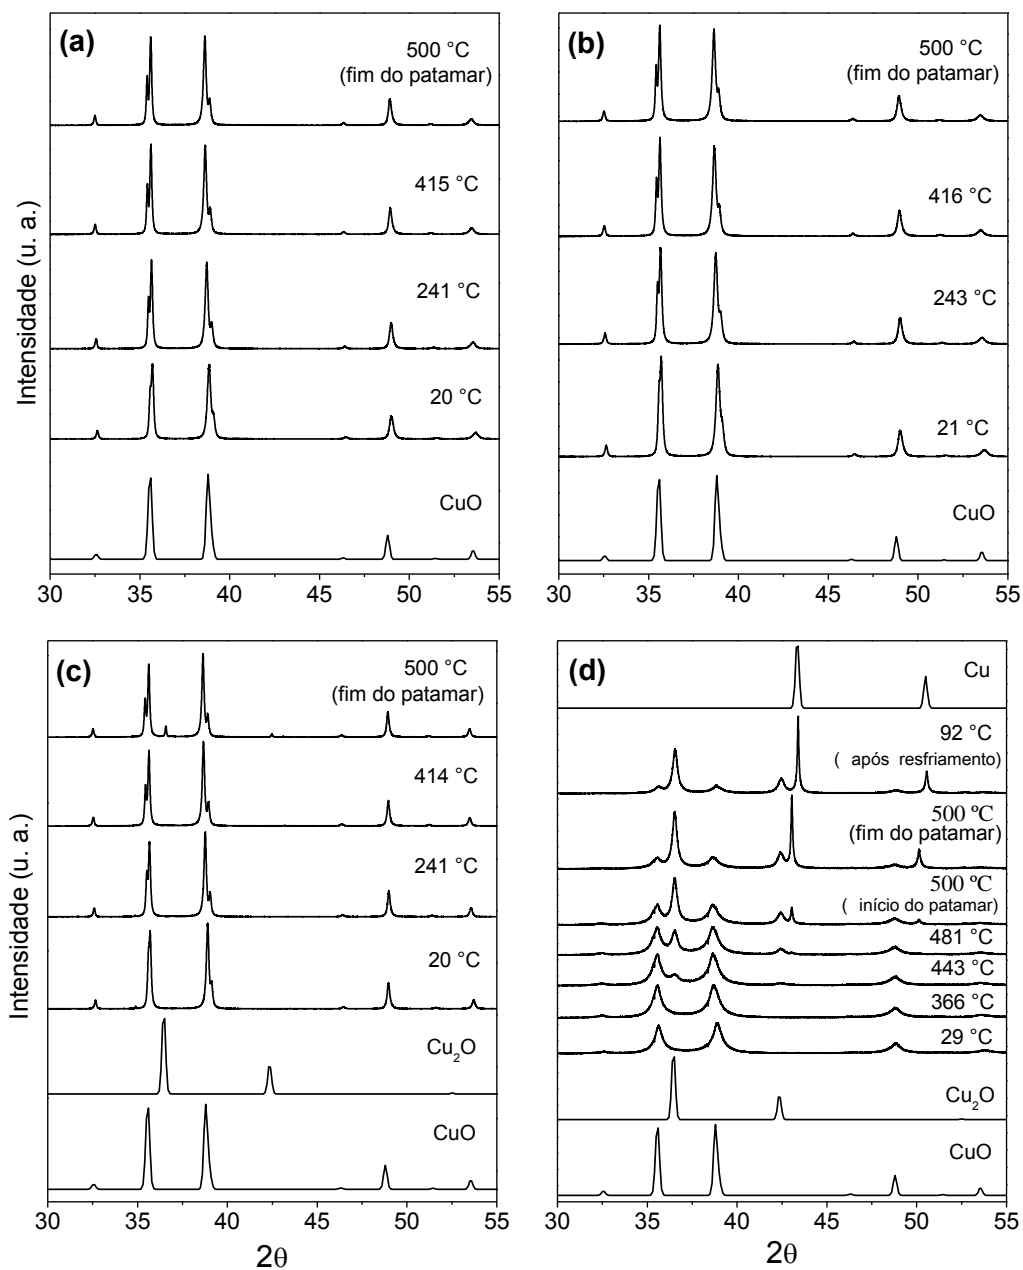 (a)
500 °C
(fim do patamar)
415 °C
241 °C
20 °C
CuO
30 35 40 45 50 55
Intensidade (u. a.)
(b)
500 °C
(fim do patamar)
416 °C
243 °C
21 °C
CuO
30 35 40 45 50 55
(c)
500 °C
(fim do patamar)
414 °C
241 °C
20 °C
Cu2O
CuO
30 35 40 45 50 55
2θ
Intensidade (u. a.)
(d)
Cu
92 °C
( após resfriamento)
500 ºC
(fim do patamar)
500 ºC
( início do patamar)
481 °C
443 °C
366 °C
29 °C
Cu2O
CuO
30 35 40 45 50 55
2θ